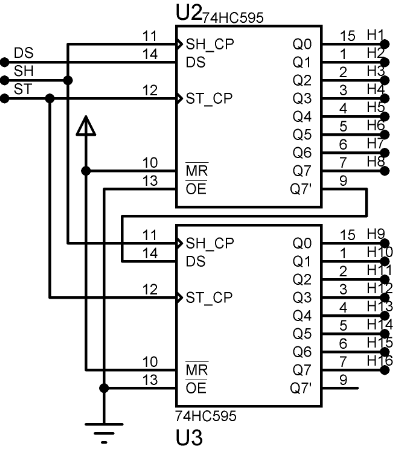 U2 74HC595
11 SH_CP Q0 15 H1
DS 14 DS Q1 1 H2
SH Q2 2 H3
ST 12 ST_CP Q3 3 H4
Q4 4 H5
Q5 5 H6
Q6 6 H7
10 MR Q7 7 H8
13 OE Q7' 9
11 SH_CP Q0 15 H9
14 DS Q1 1 H10
Q2 2 H11
12 ST_CP Q3 3 H12
Q4 4 H13
Q5 5 H14
Q6 6 H15
10 MR Q7 7 H16
13 OE Q7' 9
74HC595
U3